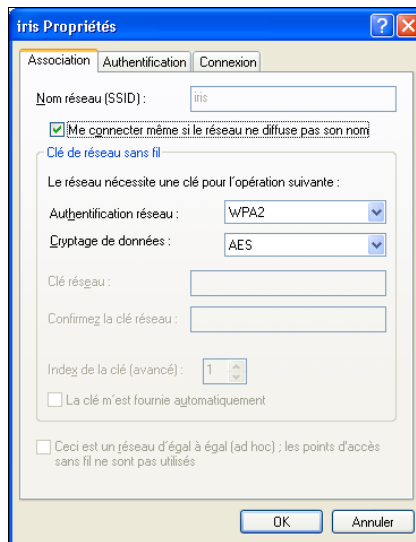 iris Propriétés
Association Authentification Connexion
Nom réseau (SSID) : iris
Me connecter même si le réseau ne diffuse pas son nom
Clé de réseau sans fil
Le réseau nécessite une clé pour l'opération suivante :
Authentification réseau : WPA2
Cryptage de données : AES
Clé réseau :
Confirmez la clé réseau :
Index de la clé (avancé) : 1
La clé m'est fournie automatiquement
Ceci est un réseau d'égal à égal (ad hoc) ; les points d'accès
sans fil ne sont pas utilisés
OK Annuler